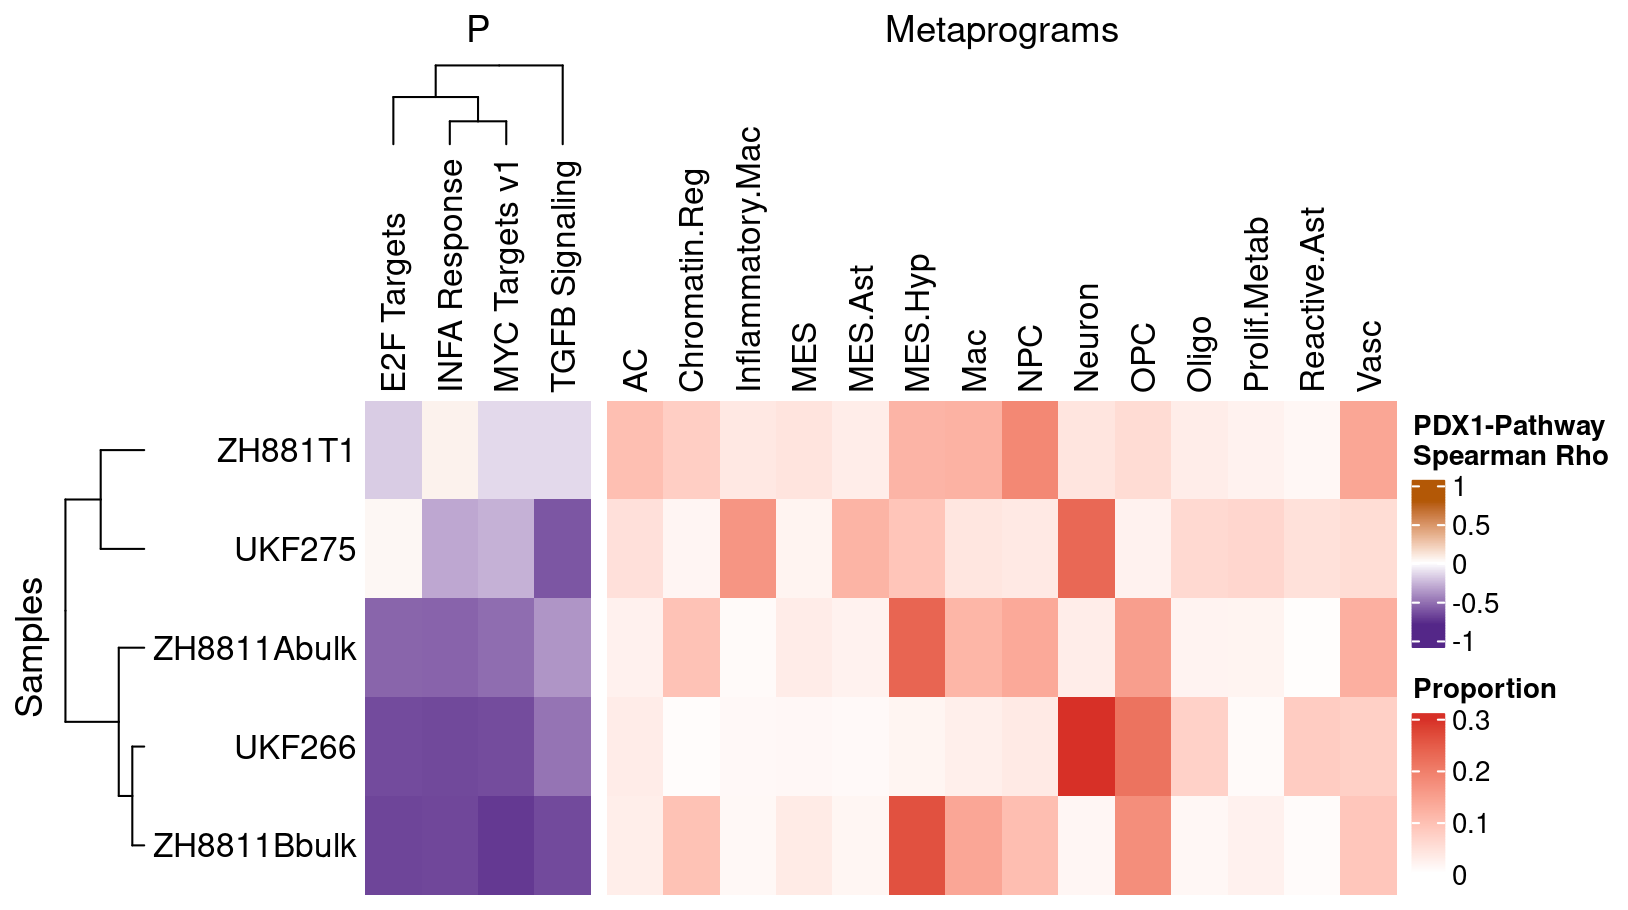 P
Metaprograms
E2F Targets
INFA Response
MYC Targets v1
TGFB Signaling
AC
Chromatin.Reg
Inflammatory.Mac
MES
MES.Ast
MES.Hyp
Mac
NPC
Neuron
OPC
Oligo
Prolif.Metab
Reactive.Ast
Vasc
Samples
ZH881T1
UKF275
ZH8811Abulk
UKF266
ZH8811Bbulk
PDX1-Pathway
Spearman Rho
1
0.5
0
-0.5
-1
Proportion
0.3
0.2
0.1
0